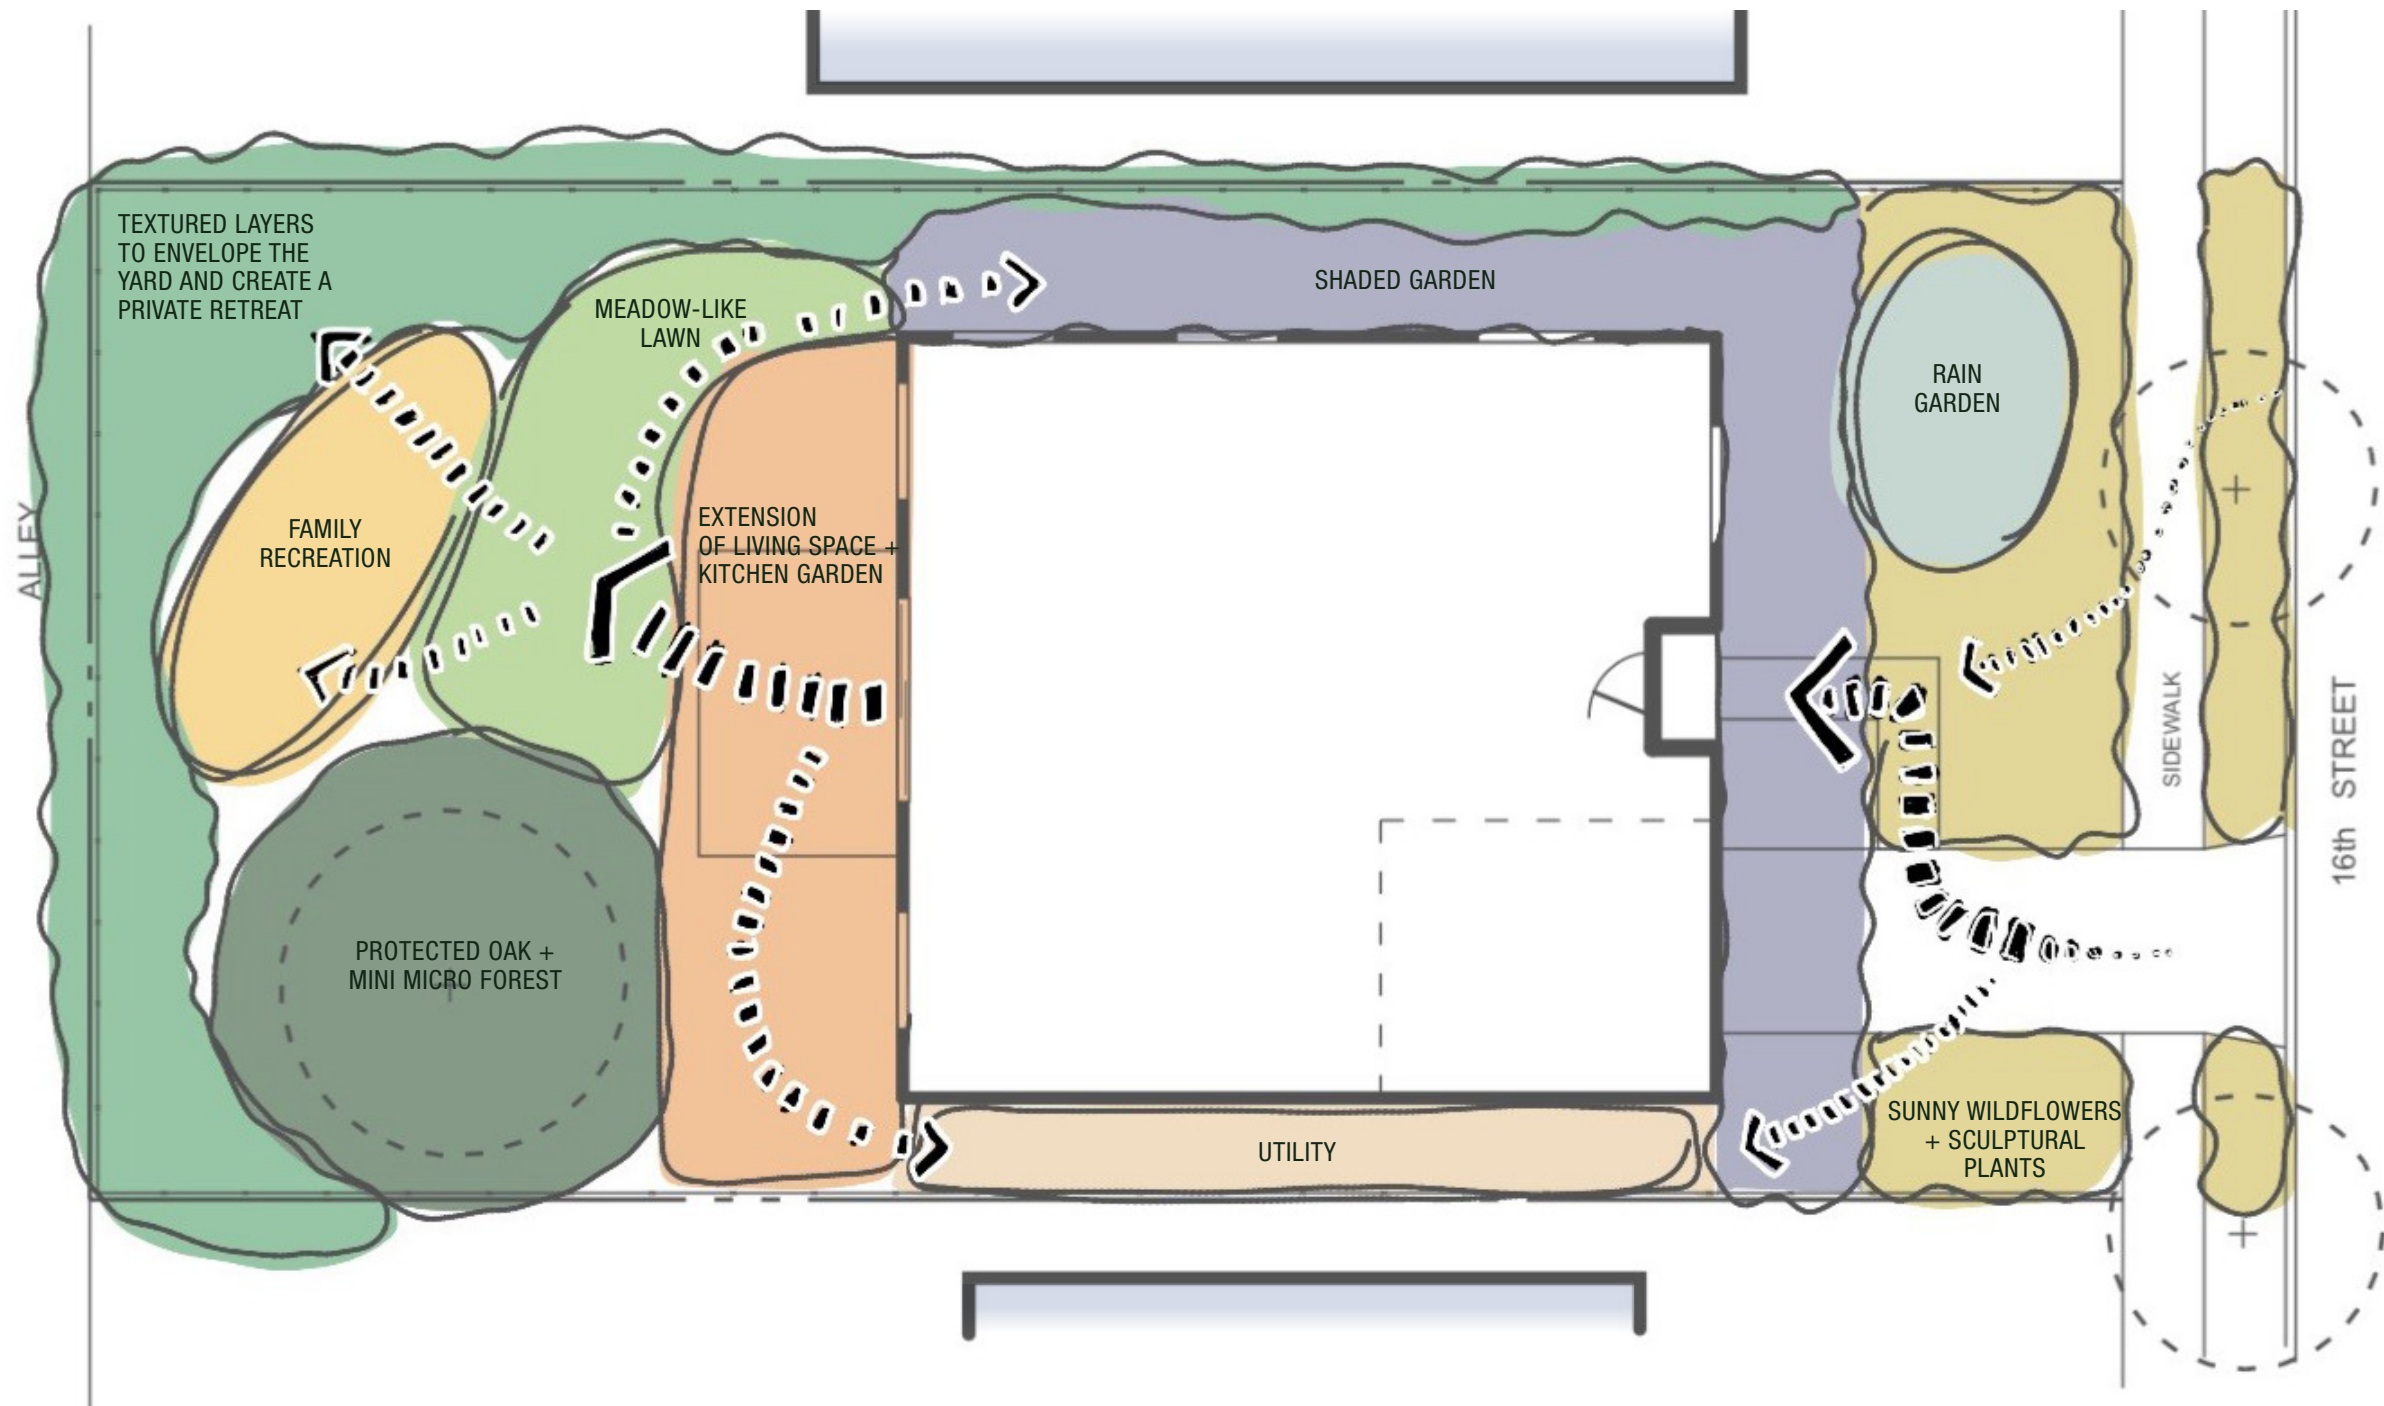 TEXTURED LAYERS
TO ENVELOPE THE
YARD AND CREATE A
PRIVATE RETREAT
MEADOW-LIKE
LAWN
SHADED GARDEN
RAIN
GARDEN
FAMILY
RECREATION
EXTENSION
OF LIVING SPACE +
KITCHEN GARDEN
ALLEY
SIDEWALK
16th STREET
PROTECTED OAK +
MINI MICRO FOREST
UTILITY
SUNNY WILDFLOWERS
+ SCULPTURAL
PLANTS